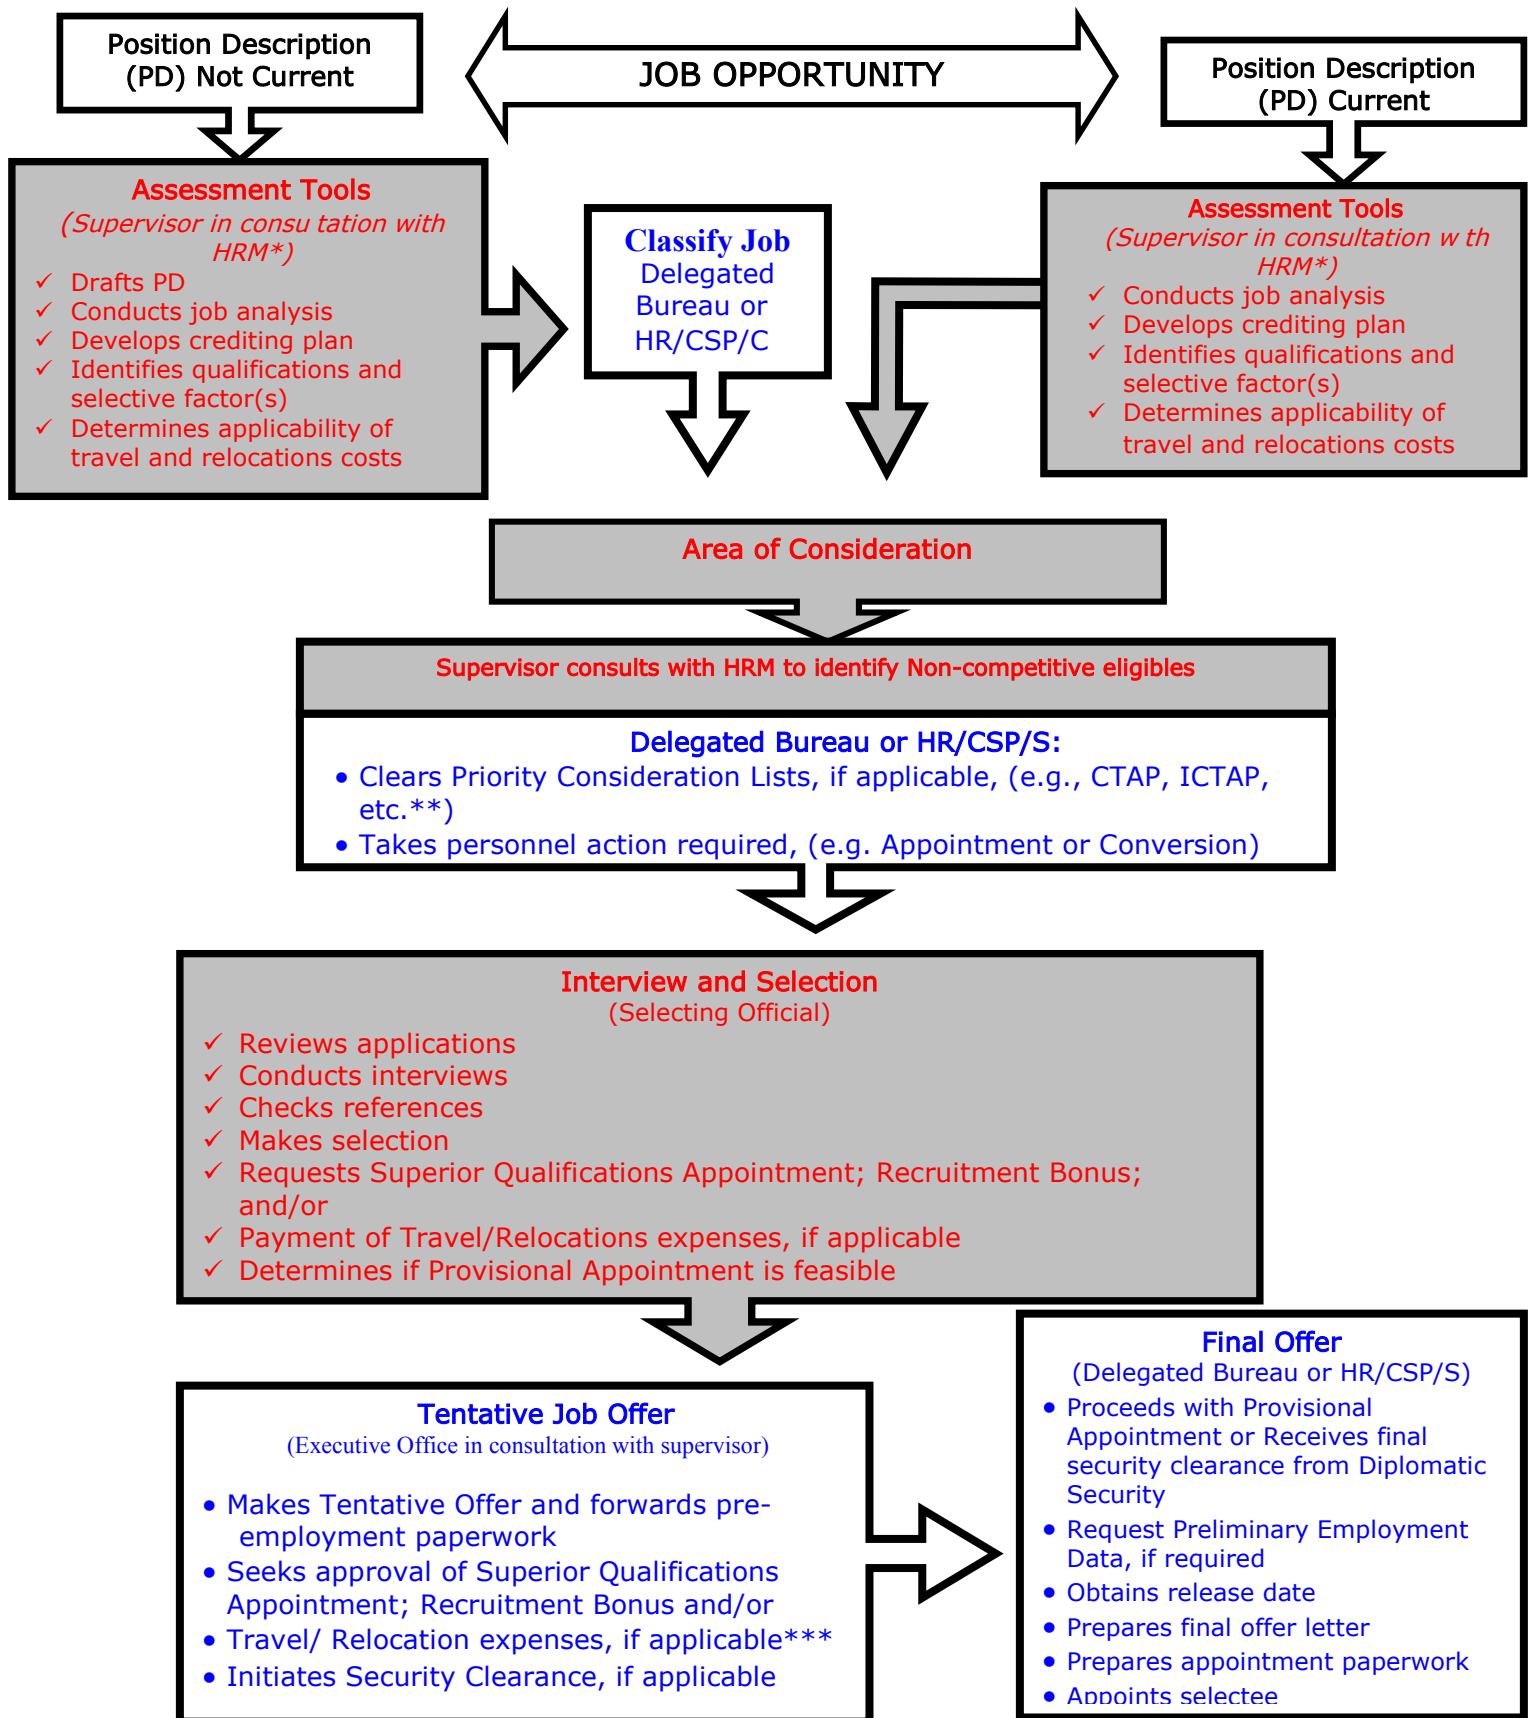 Position Description
(PD) Not Current
JOB OPPORTUNITY
Position Description
(PD) Current
Assessment Tools
(Supervisor in consu tation with
HRM*)
✓ Drafts PD
✓ Conducts job analysis
✓ Develops crediting plan
✓ Identifies qualifications and
selective factor(s)
✓ Determines applicability of
travel and relocations costs
Classify Job
Delegated
Bureau or
HR/CSP/C
Assessment Tools
(Supervisor in consultation w th
HRM*)
✓ Conducts job analysis
✓ Develops crediting plan
✓ Identifies qualifications and
selective factor(s)
✓ Determines applicability of
travel and relocations costs
Area of Consideration
Supervisor consults with HRM to identify Non-competitive eligibles
Delegated Bureau or HR/CSP/S:
• Clears Priority Consideration Lists, if applicable, (e.g., CTAP, ICTAP,
etc.**)
• Takes personnel action required, (e.g. Appointment or Conversion)
Interview and Selection
(Selecting Official)
✓ Reviews applications
✓ Conducts interviews
✓ Checks references
✓ Makes selection
✓ Requests Superior Qualifications Appointment; Recruitment Bonus;
and/or
✓ Payment of Travel/Relocations expenses, if applicable
✓ Determines if Provisional Appointment is feasible
Tentative Job Offer
(Executive Office in consultation with supervisor)
• Makes Tentative Offer and forwards pre-
employment paperwork
• Seeks approval of Superior Qualifications
Appointment; Recruitment Bonus and/or
• Travel/ Relocation expenses, if applicable***
• Initiates Security Clearance, if applicable
Final Offer
(Delegated Bureau or HR/CSP/S)
• Proceeds with Provisional
Appointment or Receives final
security clearance from Diplomatic
Security
• Request Preliminary Employment
Data, if required
• Obtains release date
• Prepares final offer letter
• Prepares appointment paperwork
• Appoints selectee